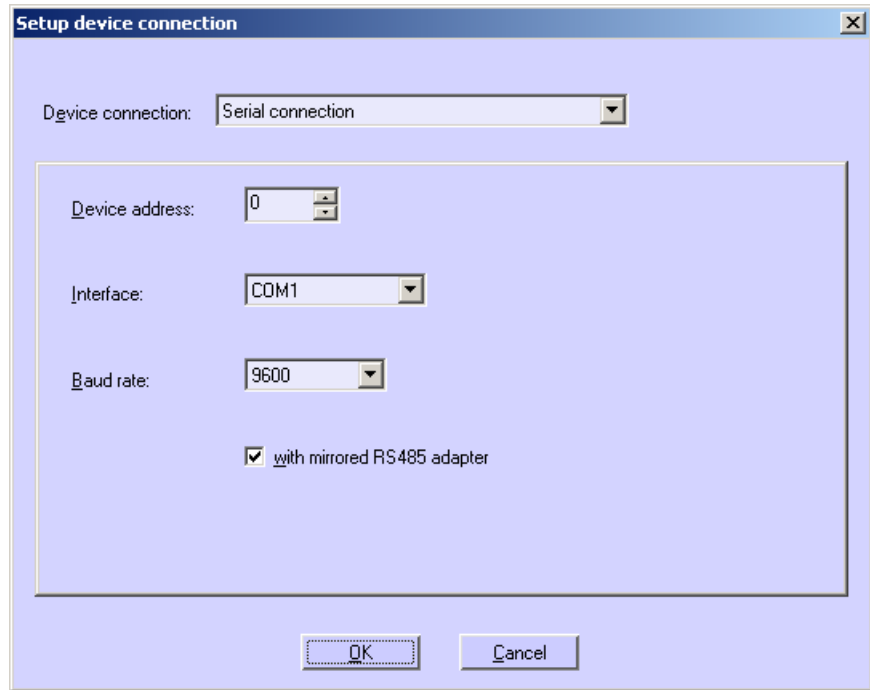 Setup device connection
Device connection: Serial connection
Device address: 0
Interface: COM1
Baud rate: 9600
with mirrored RS485 adapter
OK Cancel